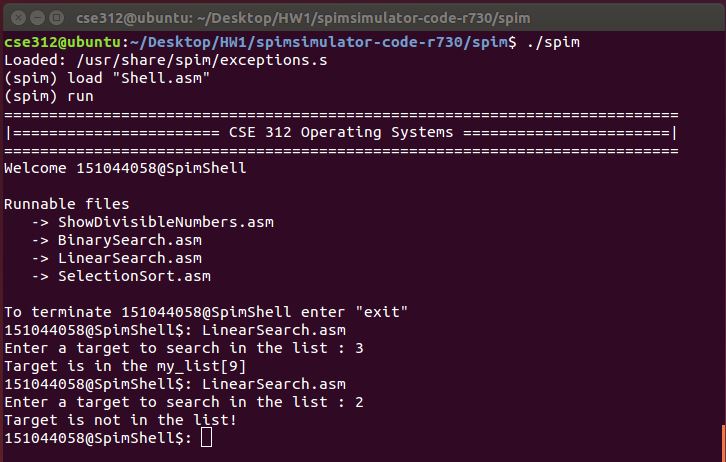 cse312@ubuntu: ~/Desktop/HW1/spimsimulator-code-r730/spim
cse312@ubuntu:~/Desktop/HW1/spimsimulator-code-r730/spim$ ./spim
Loaded: /usr/share/spim/exceptions.s
(spim) load "Shell.asm"
(spim) run
===========================================================================
|======================= CSE 312 Operating Systems =======================|
===========================================================================
Welcome 151044058@SpimShell
Runnable files
-> ShowDivisibleNumbers.asm
-> BinarySearch.asm
-> LinearSearch.asm
-> SelectionSort.asm
To terminate 151044058@SpimShell enter "exit"
151044058@SpimShell$: LinearSearch.asm
Enter a target to search in the list : 3
Target is in the my_list[9]
151044058@SpimShell$: LinearSearch.asm
Enter a target to search in the list : 2
Target is not in the list!
151044058@SpimShell$: